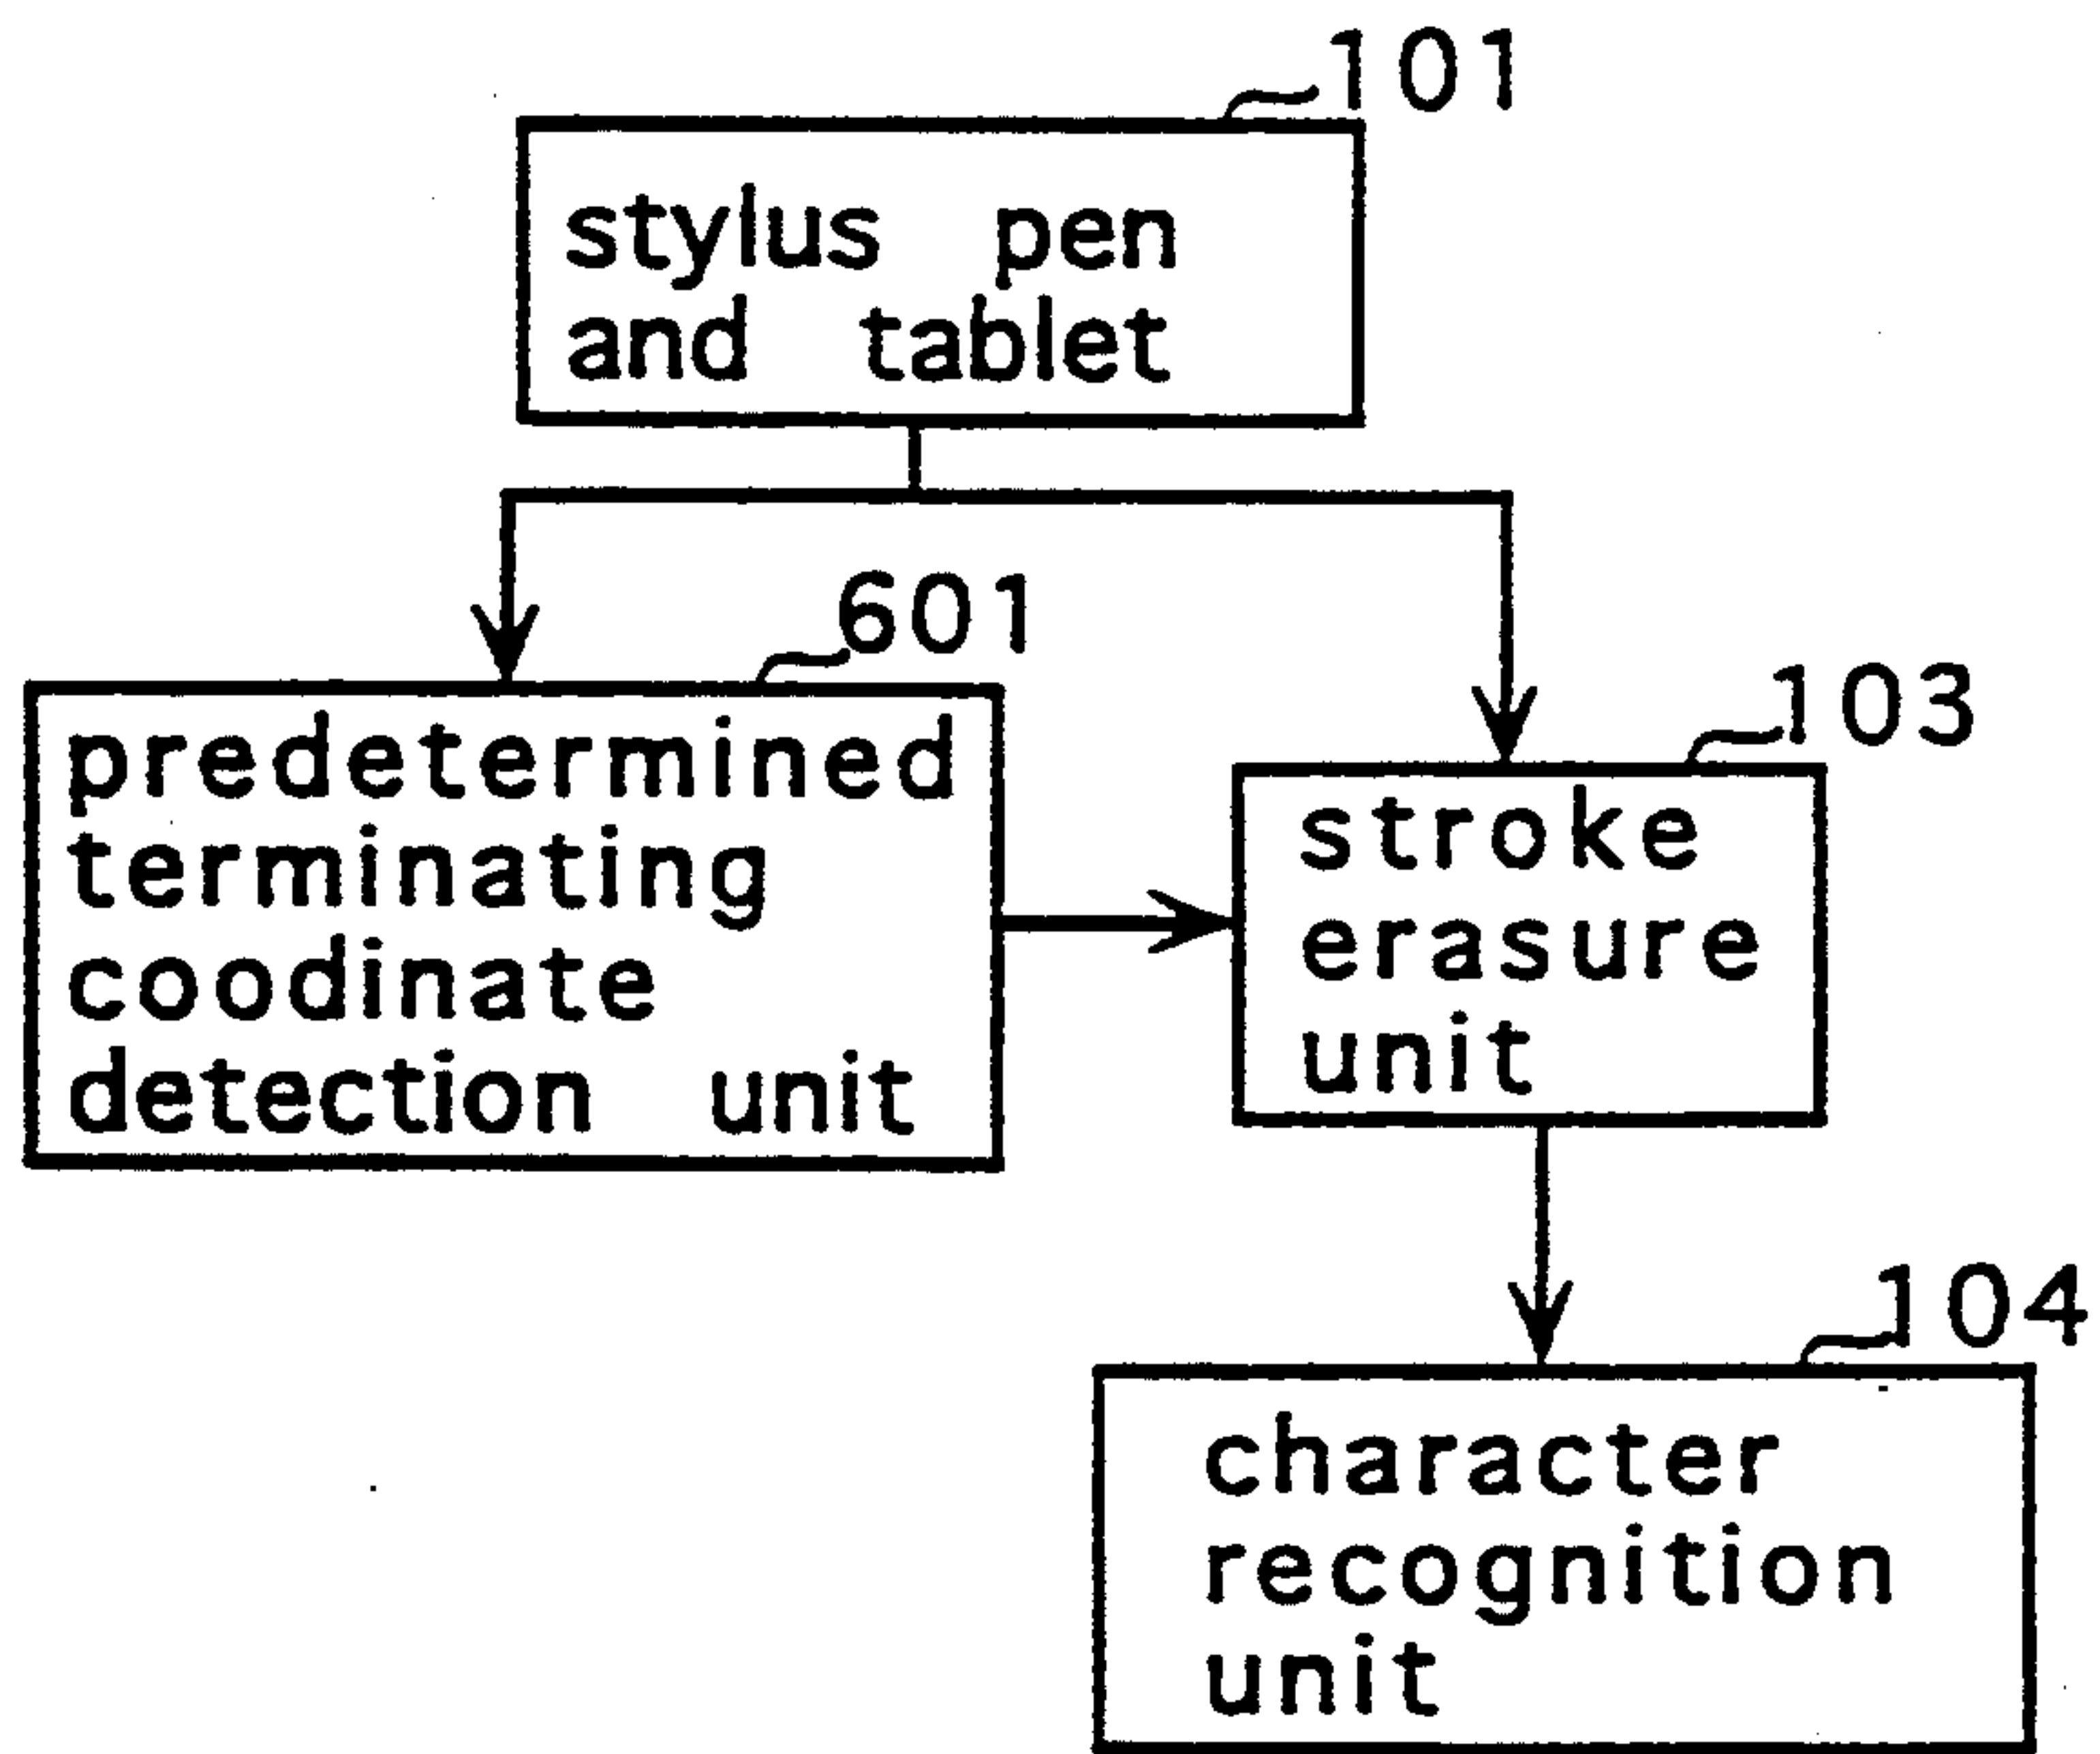 101
stylus pen
and tablet
601
predetermined
terminating
coodinate
detection unit
103
stroke
erasure
unit
104
character
recognition
unit